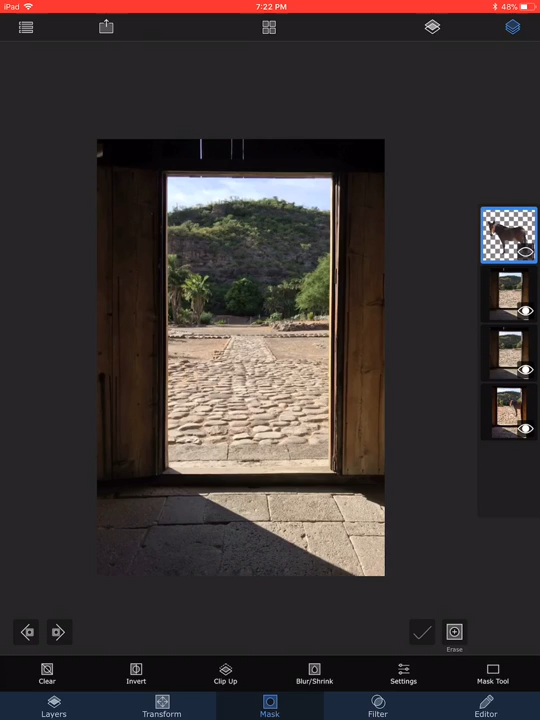 iPad 7:22 PM 48%
Erase
Clear Invert Clip Up Blur/Shrink Settings Mask Tool
Layers Transform Mask Filter Editor